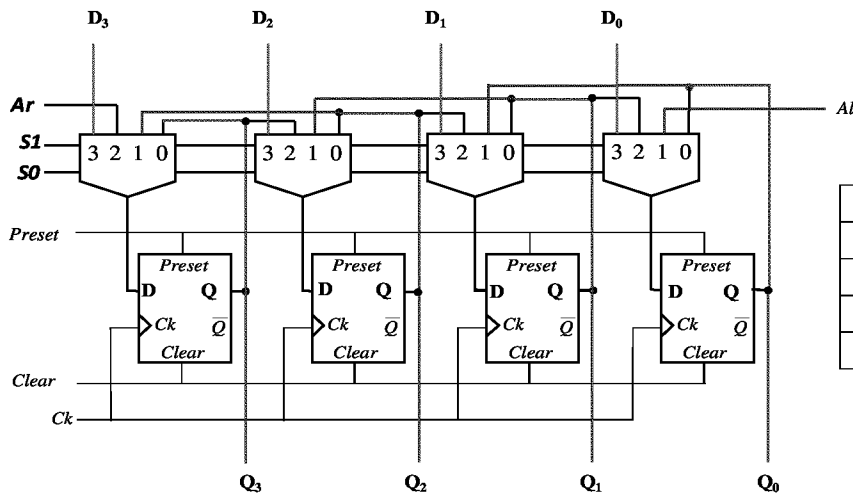 D3 D2 D1 D0
Ar Al
S1 3 2 1 0 3 2 1 0 3 2 1 0 3 2 1 0
S0
Preset Preset Preset Preset Preset
D Q D Q D Q D Q
Ck Q̅ Ck Q̅ Ck Q̅ Ck Q̅
Clear Clear Clear Clear
Clear
Ck
Q3 Q2 Q1 Q0